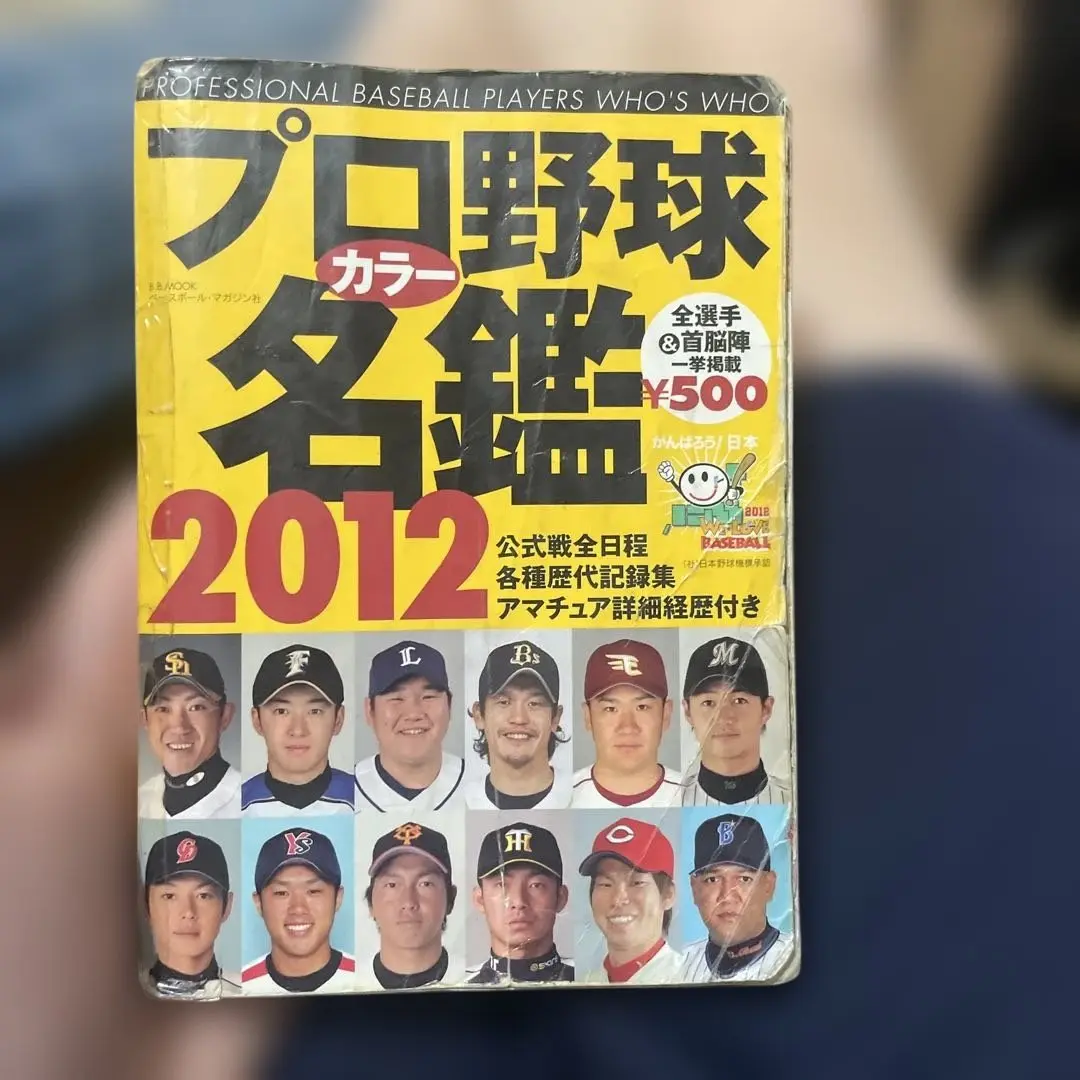 PROFESSIONAL BASEBALL PLAYERS WHO'S WHO
プロ野球
カラー
名鑑
B.B.MOOK
ベースボール・マガジン社
全選手
&首脳陣
一挙掲載
¥500
がんばろう!日本
2012
WE LOVE
BASEBALL
(社)日本野球機構承認
2012
公式戦全日程
各種歴代記録集
アマチュア詳細経歴付き